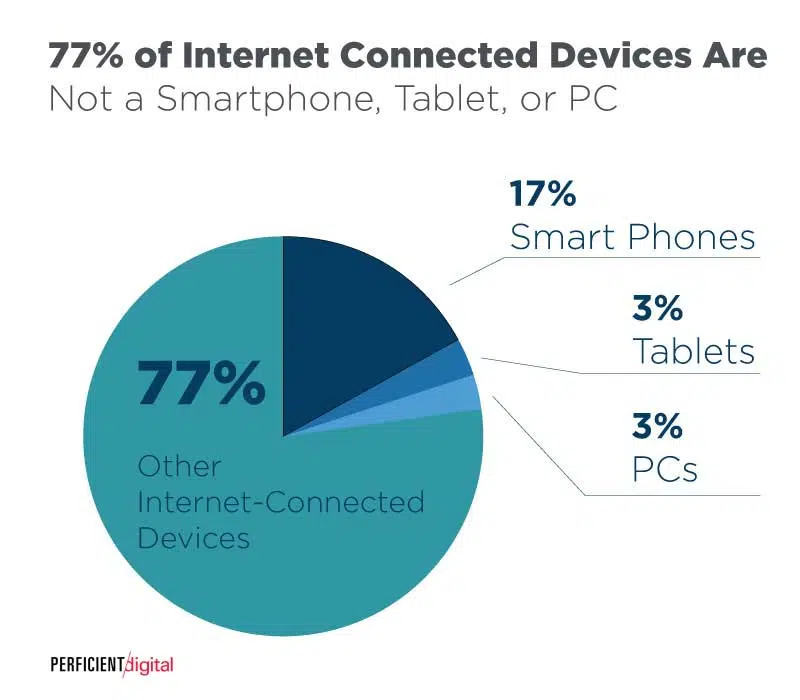 77% of Internet Connected Devices Are
Not a Smartphone, Tablet, or PC
17%
Smart Phones
3%
Tablets
3%
PCs
77%
Other
Internet-Connected
Devices
PERFICIENT/digital